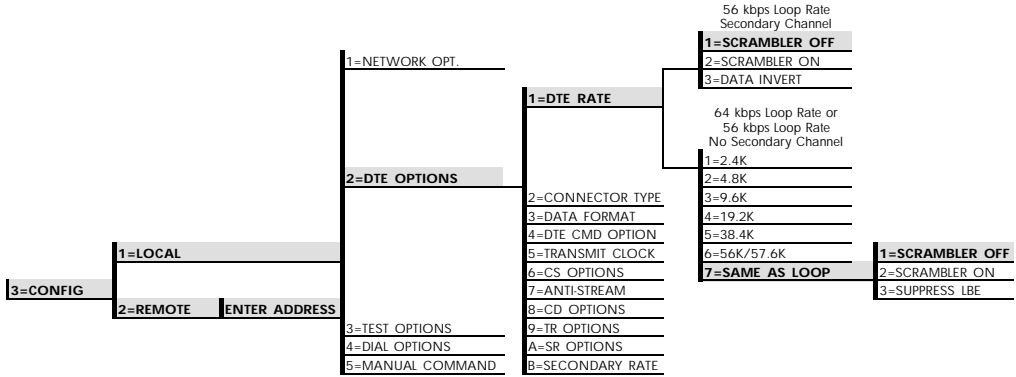 56 kbps Loop Rate
Secondary Channel
1=SCRAMBLER OFF
2=SCRAMBLER ON
3=DATA INVERT
1=NETWORK OPT.
1=DTE RATE
64 kbps Loop Rate or
56 kbps Loop Rate
No Secondary Channel
1=2.4K
2=4.8K
3=9.6K
4=19.2K
5=38.4K
6=56K/57.6K
7=SAME AS LOOP
1=SCRAMBLER OFF
2=SCRAMBLER ON
3=SUPPRESS LBE
2=DTE OPTIONS
2=CONNECTOR TYPE
3=DATA FORMAT
4=DTE CMD OPTION
5=TRANSMIT CLOCK
6=CS OPTIONS
7=ANTI-STREAM
8=CD OPTIONS
9=TR OPTIONS
A=SR OPTIONS
B=SECONDARY RATE
1=LOCAL
3=CONFIG
2=REMOTE
ENTER ADDRESS
3=TEST OPTIONS
4=DIAL OPTIONS
5=MANUAL COMMAND